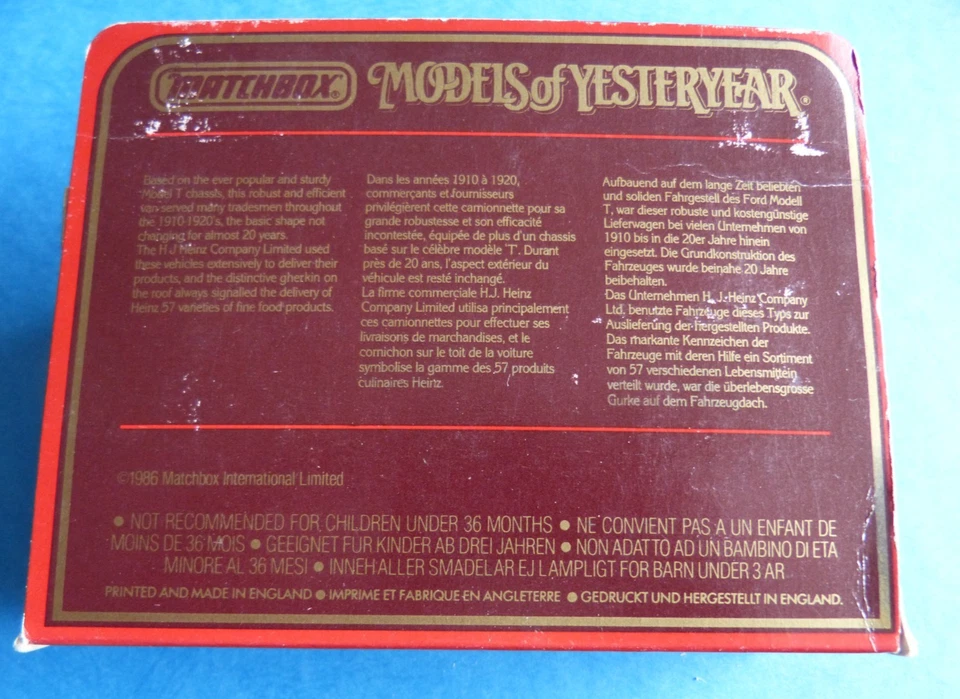 MATCHBOX® MODELS of YESTERYEAR®
Based on the ever popular and sturdy
Model T chassis, this robust and efficient
van served many tradesmen throughout
the 1910-1920's, the basic shape not
changing for almost 20 years.
The H J Heinz Company Limited used
these vehicles extensively to deliver their
products, and the distinctive gherkin on
the roof always signalled the delivery of
Heinz 57 varieties of fine food products.
Dans les années 1910 à 1920,
commerçants et fournisseurs
privilégièrent cette camionnette pour sa
grande robustesse et son efficacité
incontestée, équipée de plus d'un chassis
basé sur le célèbre modèle "T". Durant
près de 20 ans, l'aspect extérieur du
véhicule est resté inchangé.
La firme commerciale H.J. Heinz
Company Limited utilisa principalement
ces camionnettes pour effectuer ses
livraisons de marchandises, et le
cornichon sur le toit de la voiture
symbolise la gamme des 57 produits
culinaires Heinz.
Aufbauend auf dem lange Zeit beliebten
und soliden Fahrgestell des Ford Modell
T, war dieser robuste und kostengünstige
Lieferwagen bei vielen Unternehmen von
1910 bis in die 20er Jahre hinein
eingesetzt. Die Grundkonstruktion des
Fahrzeuges wurde beinahe 20 Jahre
beibehalten.
Das Unternehmen H. J. Heinz Company
Ltd. benutzte Fahrzeuge dieses Typs zur
Auslieferung der hergestellten Produkte.
Das markante Kennzeichen der
Fahrzeuge mit deren Hilfe ein Sortiment
von 57 verschiedenen Lebensmitteln
verteilt wurde, war die überlebensgrosse
Gurke auf dem Fahrzeugdach.
©1986 Matchbox International Limited
● NOT RECOMMENDED FOR CHILDREN UNDER 36 MONTHS ● NE CONVIENT PAS A UN ENFANT DE
MOINS DE 36 MOIS ● GEEIGNET FUR KINDER AB DREI JAHREN ● NON ADATTO AD UN BAMBINO DI ETA
MINORE AL 36 MESI ● INNEHALLER SMADELAR EJ LAMPLIGT FOR BARN UNDER 3 AR
PRINTED AND MADE IN ENGLAND ● IMPRIME ET FABRIQUE EN ANGLETERRE ● GEDRUCKT UND HERGESTELLT IN ENGLAND.